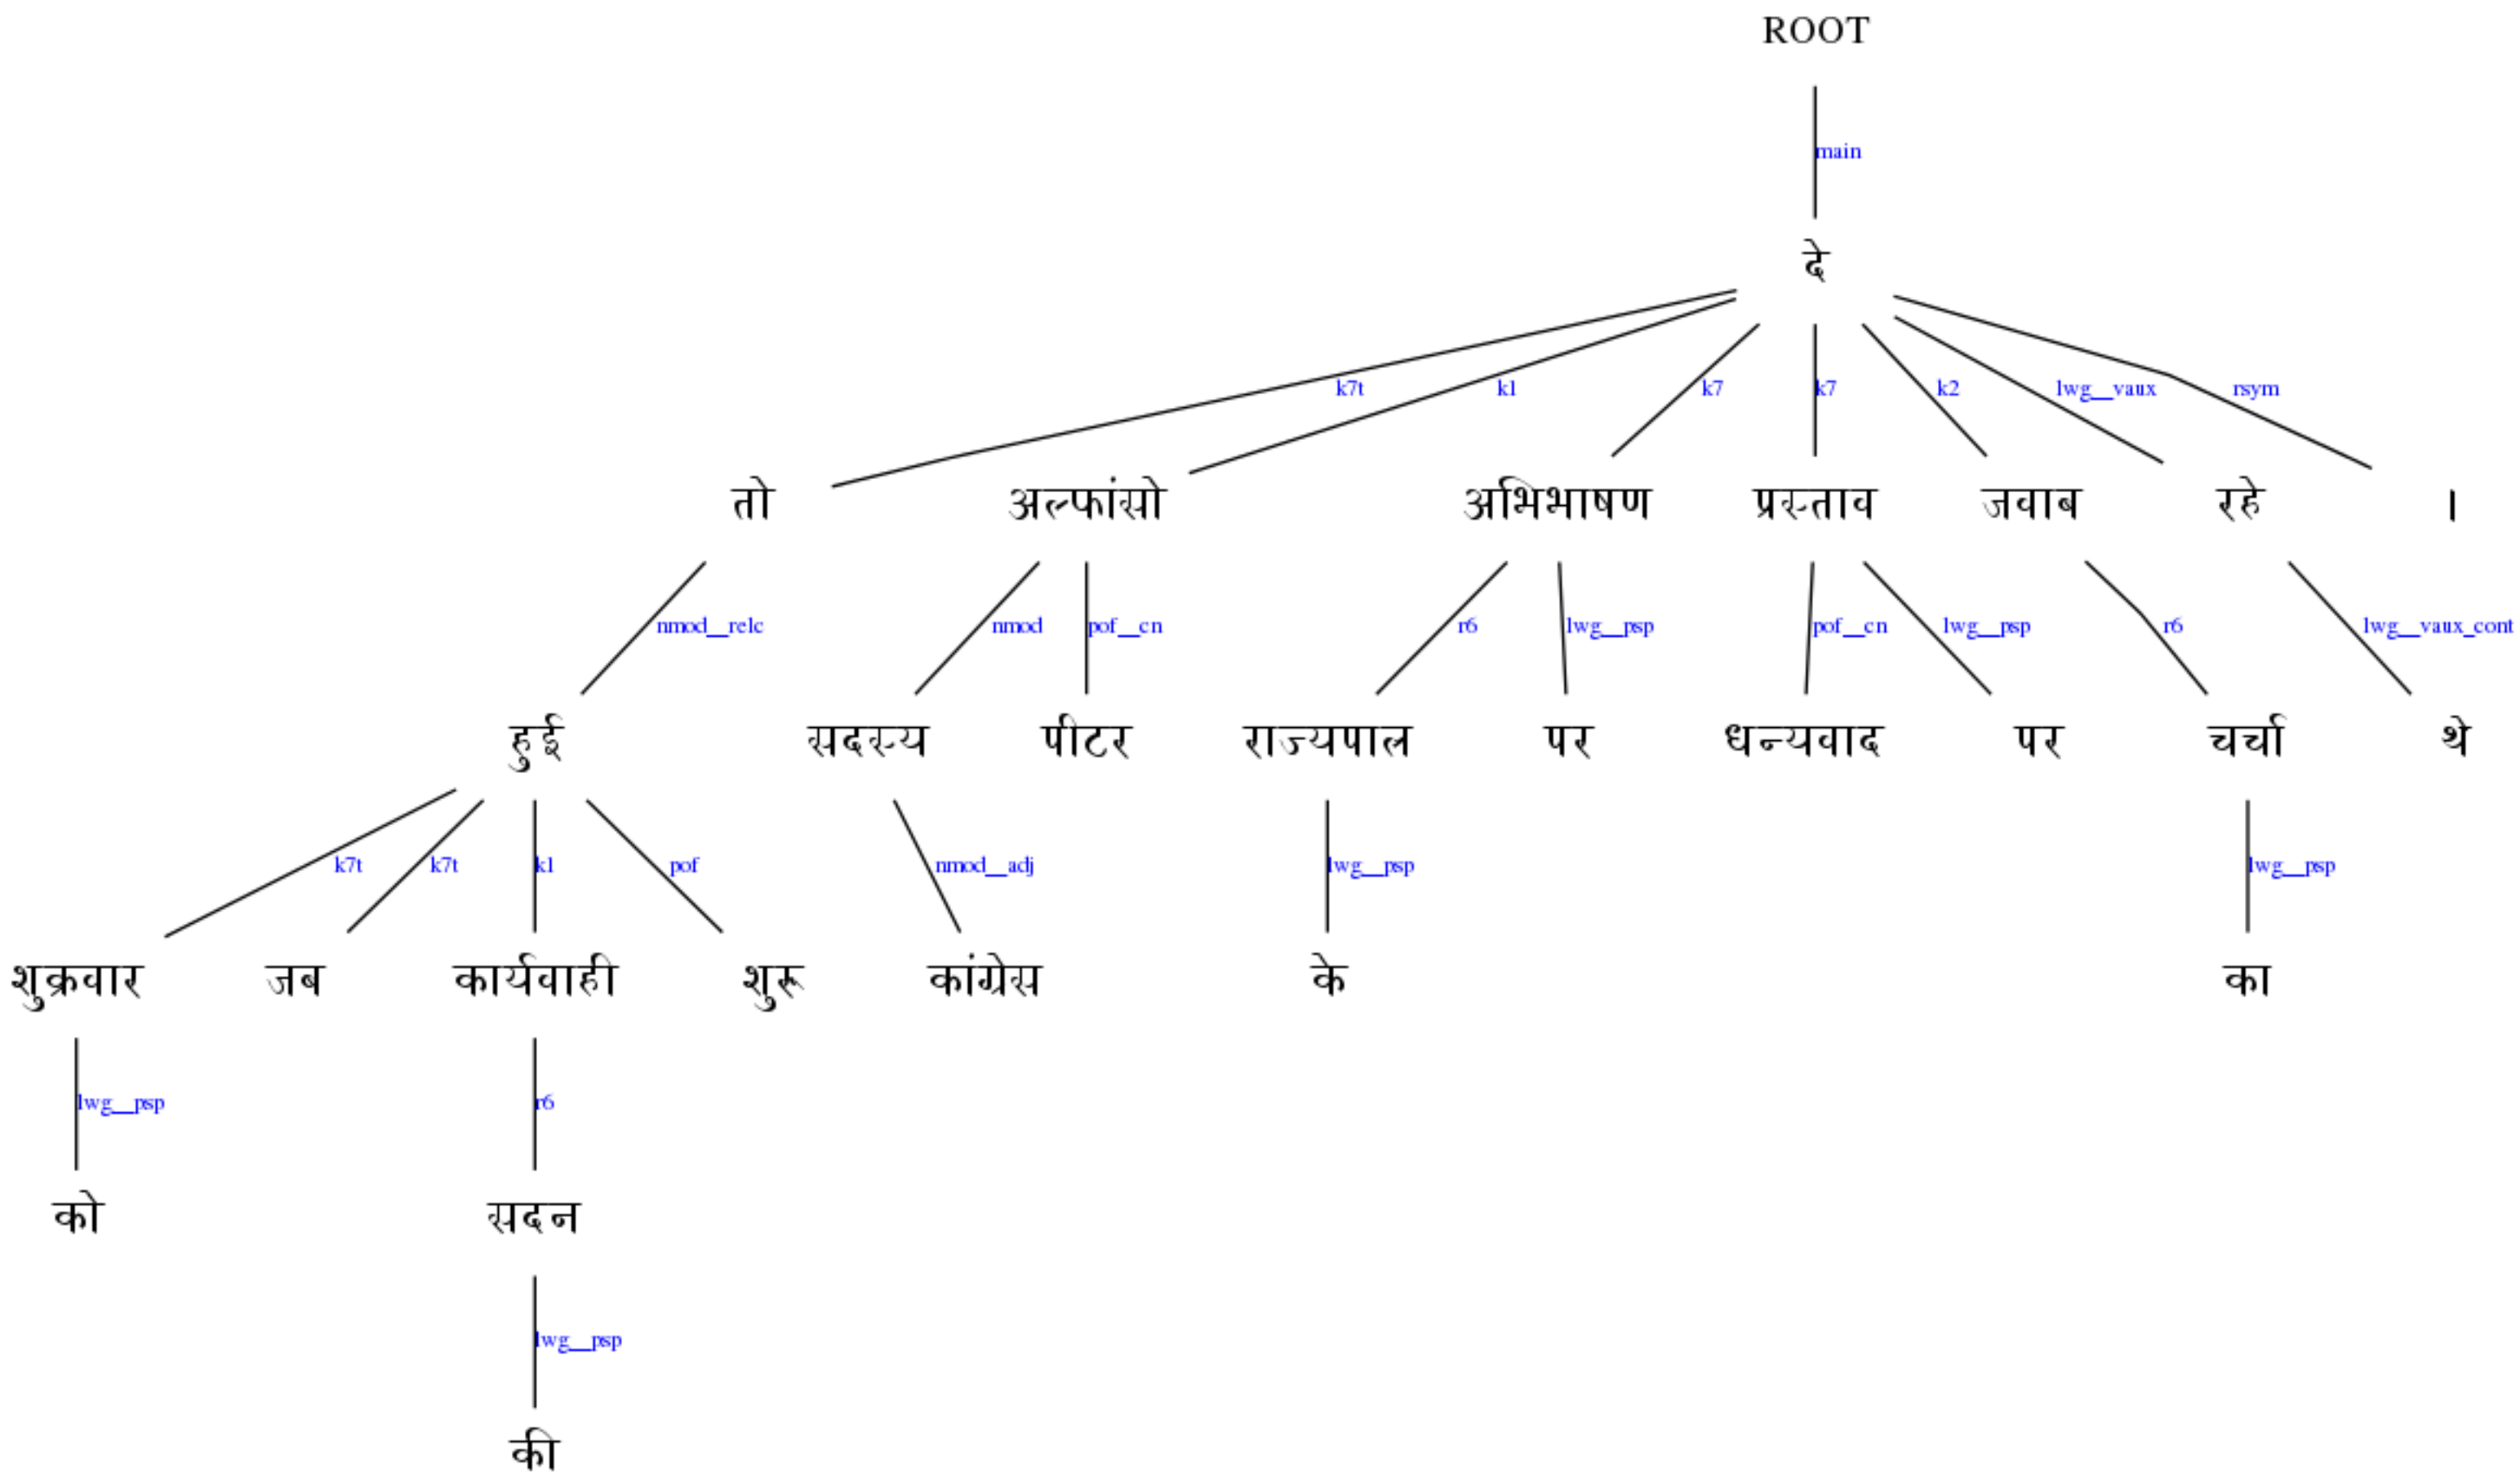 ROOT
main
दे
k7t k1 k7 k7 k2 lwg__vaux rsym
तो अल्फांसो अभिभाषण प्रस्ताव जवाब रहे ।
nmod__relc nmod pof__cn r6 lwg__psp pof__cn lwg__psp r6 lwg__vaux_cont
हुई सदस्य पीटर राज्यपाल पर धन्यवाद पर चर्चा थे
k7t k7t k1 pof nmod__adj lwg__psp lwg__psp
शुक्रवार जब कार्यवाही शुरू कांग्रेस के का
lwg__psp r6
को सदन
lwg__psp
की